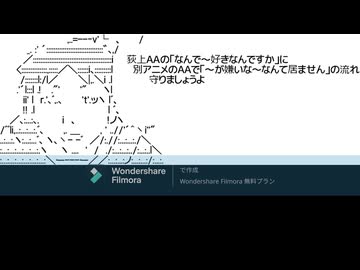 荻上AAの「なんで〜好きなんですか」に
別アニメのAAで「〜が嫌いな〜なんて居ません」の流れ
守りましょうよ
Wondershare
Filmora
で作成
Wondershare Filmora 無料プラン